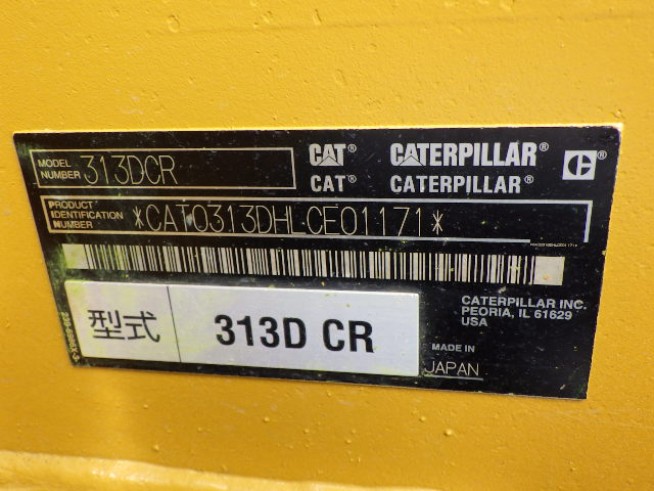 MODEL
NUMBER 313DCR
CAT® CATERPILLAR®
CAT® CATERPILLAR®
PRODUCT
IDENTIFICATION
NUMBER *CAT0313DHLCE01171*
型式 313D CR
CATERPILLAR INC.
PEORIA, IL 61629
USA
MADE IN
JAPAN